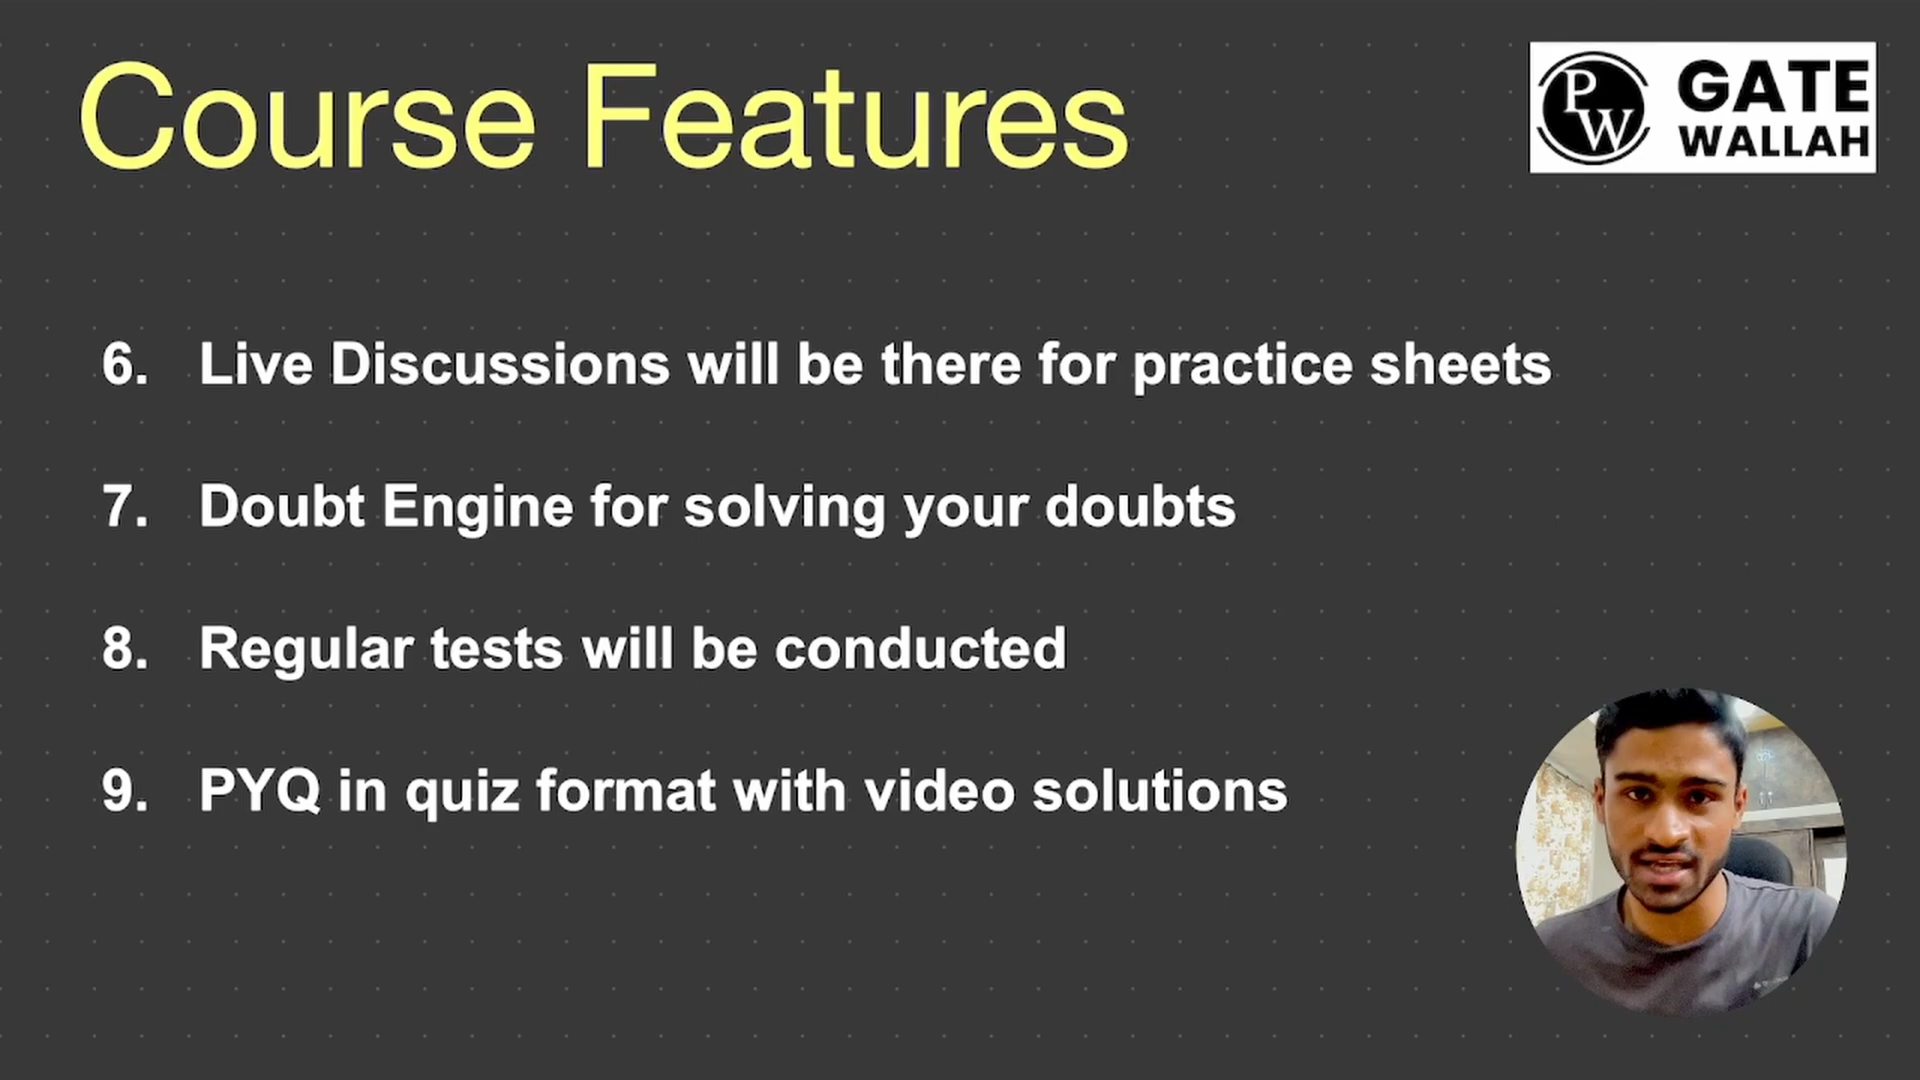 Course Features
PW
GATE
WALLAH
6. Live Discussions will be there for practice sheets
7. Doubt Engine for solving your doubts
8. Regular tests will be conducted
9. PYQ in quiz format with video solutions